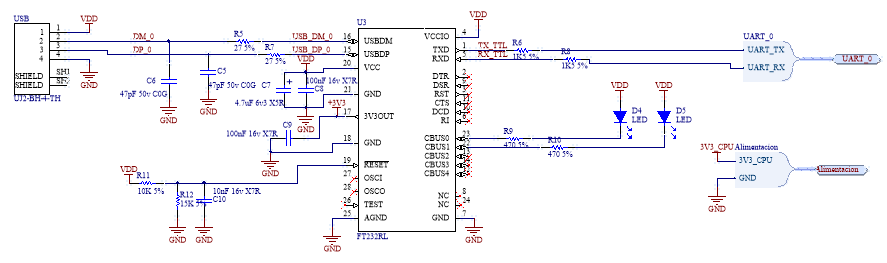 USB
1
2
3
4
SHIELD
SHIELD
UJ2-BH-4-TH
VDD
GND
DM_0
DP_0
C6
47pF 50v C0G
C5
47pF 50v C0G
GND
R5
27 5%
R7
27 5%
USB_DM_0
USB_DP_0
VDD
100nF 16v X7R
C7
C8
4.7uF 6v3 X5R
GND
+3V3
C9
100nF 16v X7R
GND
VDD
R11
10K 5%
R12
15K 5%
10nF 16v X7R
C10
GND
GND
GND
U3
16
USBDM
15
USBDP
20
VCC
21
GND
17
3V3OUT
18
GND
19
RESET
27
OSCI
28
OSCO
26
TEST
25
AGND
FT232RL
VCCIO
4
TXD
1
RXD
5
DTR
DSR
RST
CTS
DCD
RI
CBUS0
23
CBUS1
22
CBUS2
CBUS3
CBUS4
NC
8
NC
24
GND
7
VDD
TX_TTL
RX_TTL
R6
1K5 5%
R8
1K5 5%
UART_0
UART_TX
UART_RX
UART_0
VDD
VDD
D4
LED
D5
LED
R9
470 5%
R10
470 5%
GND
3V3_CPU
Alimentacion
3V3_CPU
GND
GND
Alimentacion